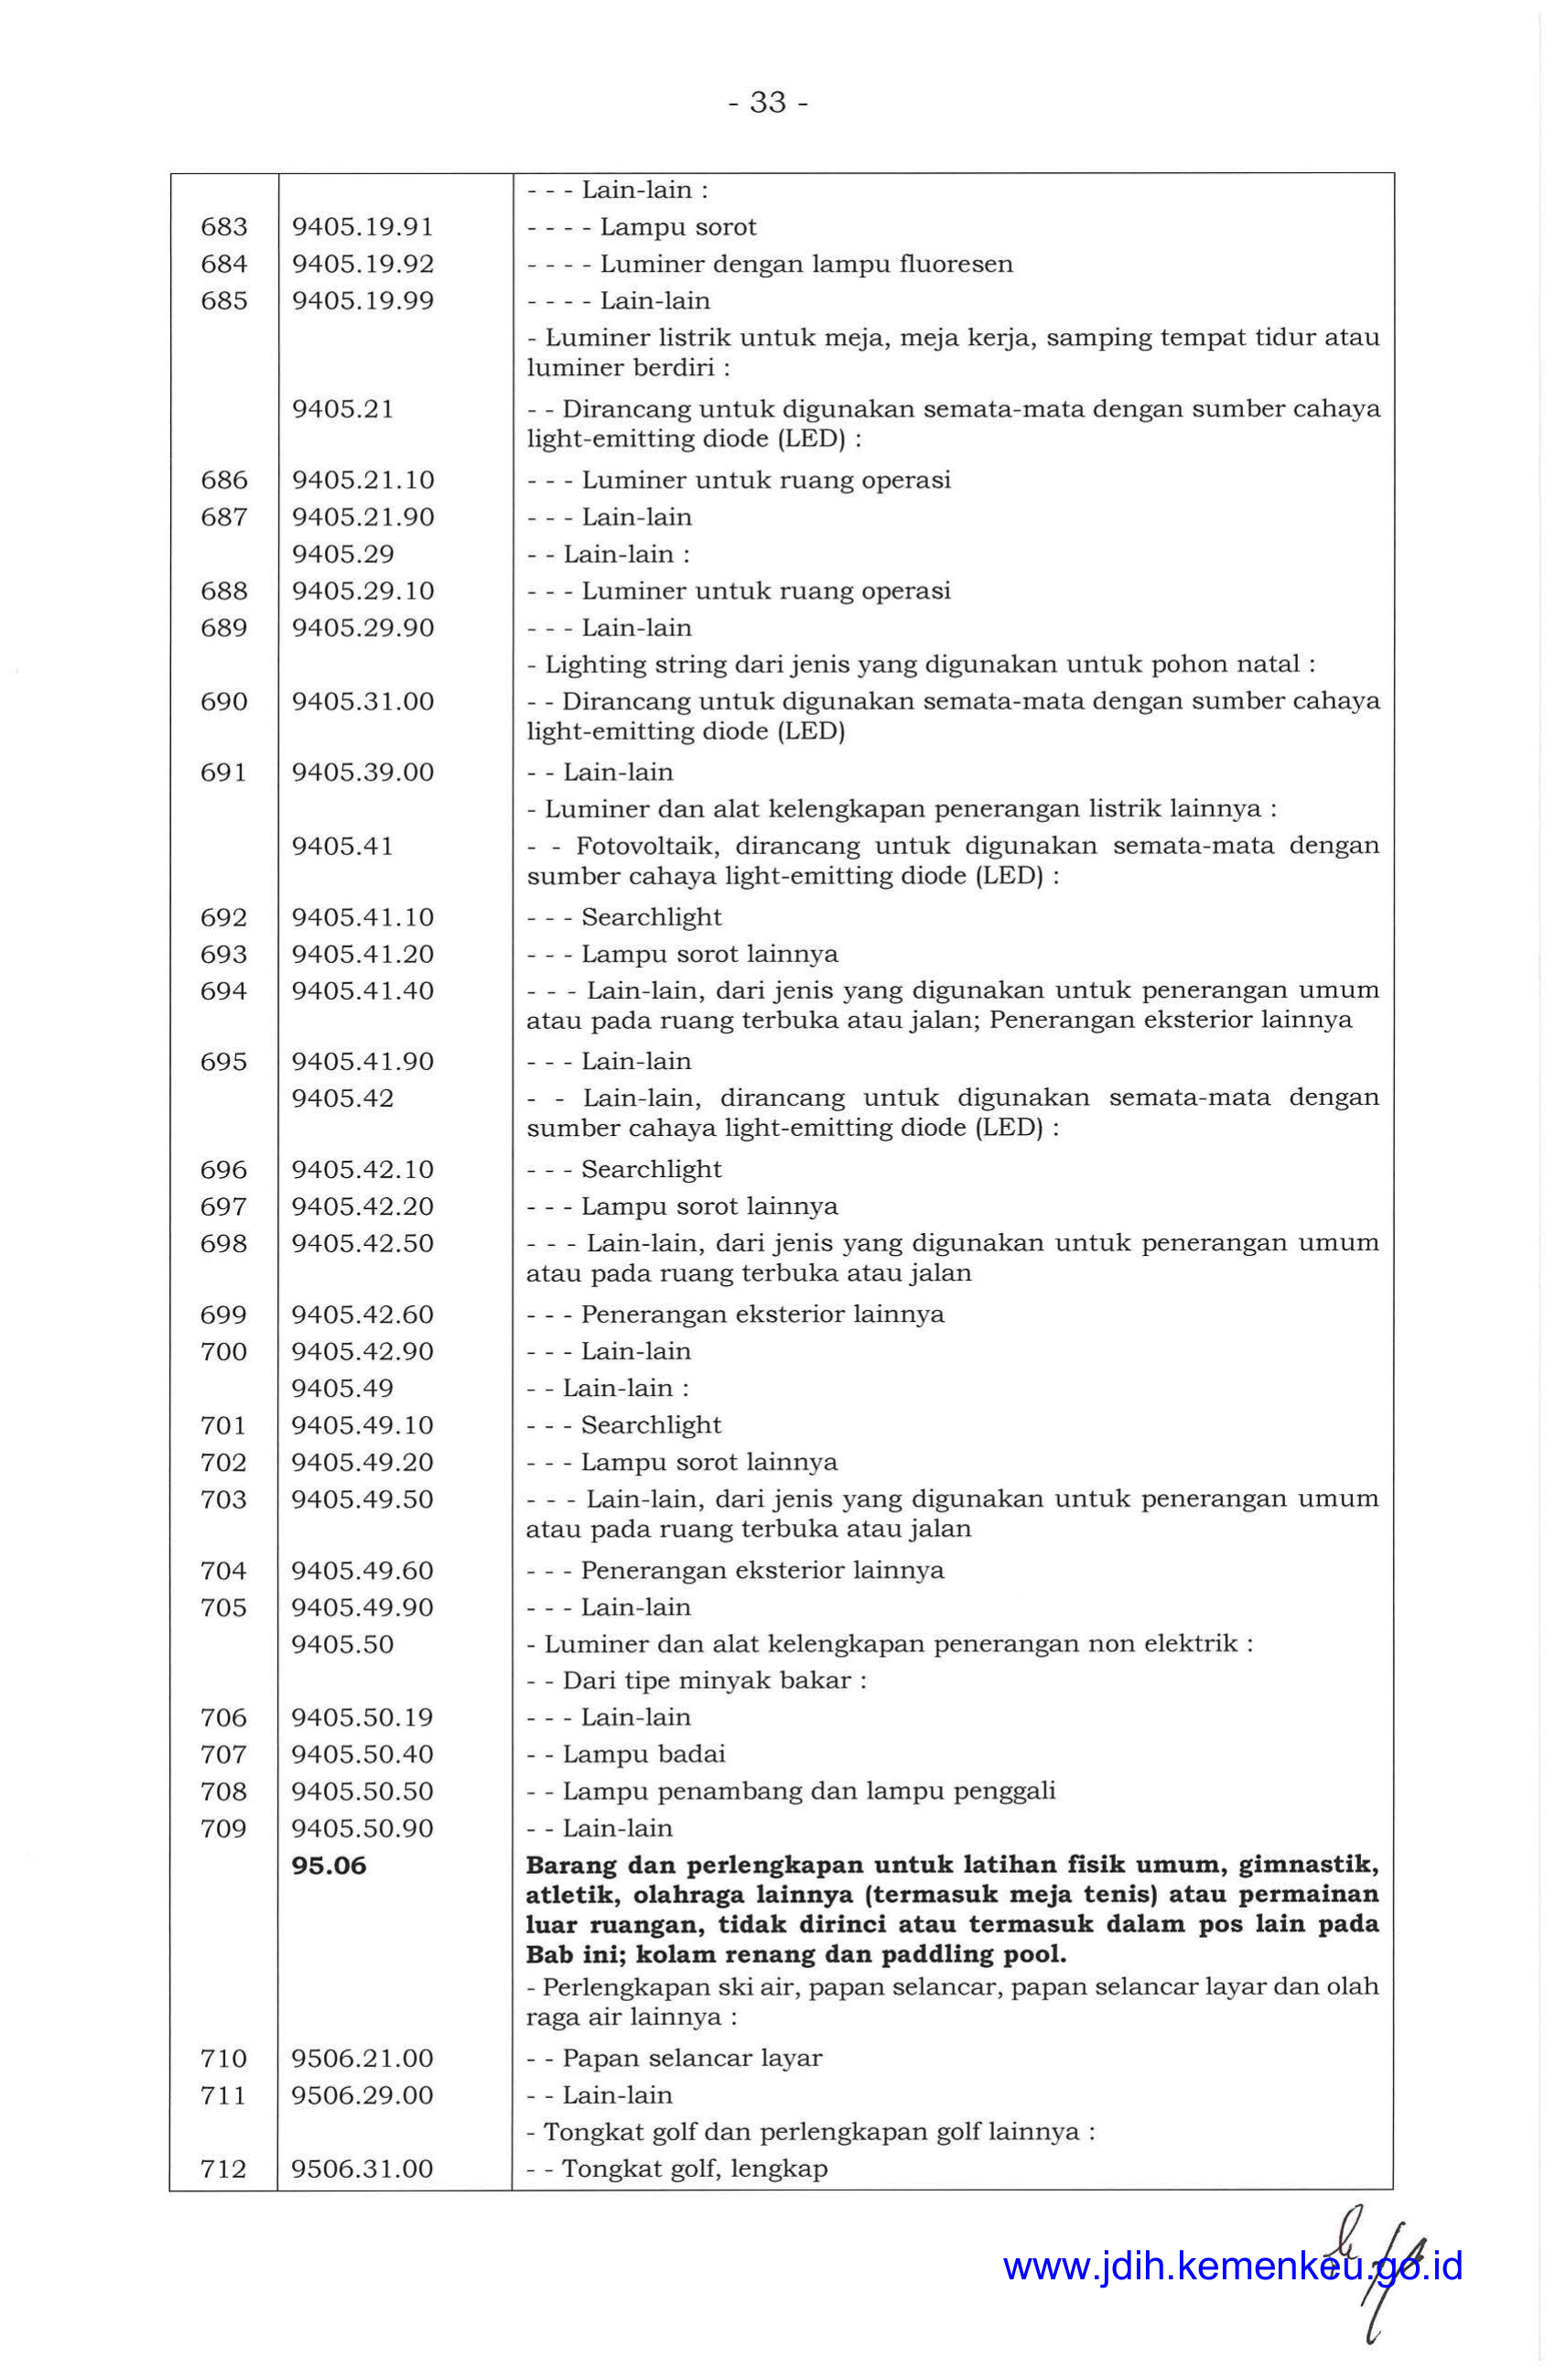 - 33 -
- - - Lain-lain :
683 9405.19.91 - - - - Lampu sorot
684 9405.19.92 - - - - Luminer dengan lampu fluoresen
685 9405.19.99 - - - - Lain-lain
- Luminer listrik untuk meja, meja kerja, samping tempat tidur atau
luminer berdiri :
9405.21 - - Dirancang untuk digunakan semata-mata dengan sumber cahaya
light-emitting diode (LED) :
686 9405.21.10 - - - Luminer untuk ruang operasi
687 9405.21.90 - - - Lain-lain
9405.29 - - Lain-lain :
688 9405.29.10 - - - Luminer untuk ruang operasi
689 9405.29.90 - - - Lain-lain
- Lighting string dari jenis yang digunakan untuk pohon natal :
690 9405.31.00 - - Dirancang untuk digunakan semata-mata dengan sumber cahaya
light-emitting diode (LED)
691 9405.39.00 - - Lain-lain
- Luminer dan alat kelengkapan penerangan listrik lainnya :
9405.41 - - Fotovoltaik, dirancang untuk digunakan semata-mata dengan
sumber cahaya light-emitting diode (LED) :
692 9405.41.10 - - - Searchlight
693 9405.41.20 - - - Lampu sorot lainnya
694 9405.41.40 - - - Lain-lain, dari jenis yang digunakan untuk penerangan umum
atau pada ruang terbuka atau jalan; Penerangan eksterior lainnya
695 9405.41.90 - - - Lain-lain
9405.42 - - Lain-lain, dirancang untuk digunakan semata-mata dengan
sumber cahaya light-emitting diode (LED) :
696 9405.42.10 - - - Searchlight
697 9405.42.20 - - - Lampu sorot lainnya
698 9405.42.50 - - - Lain-lain, dari jenis yang digunakan untuk penerangan umum
atau pada ruang terbuka atau jalan
699 9405.42.60 - - - Penerangan eksterior lainnya
700 9405.42.90 - - - Lain-lain
9405.49 - - Lain-lain :
701 9405.49.10 - - - Searchlight
702 9405.49.20 - - - Lampu sorot lainnya
703 9405.49.50 - - - Lain-lain, dari jenis yang digunakan untuk penerangan umum
atau pada ruang terbuka atau jalan
704 9405.49.60 - - - Penerangan eksterior lainnya
705 9405.49.90 - - - Lain-lain
9405.50 - Luminer dan alat kelengkapan penerangan non elektrik :
- - Dari tipe minyak bakar :
706 9405.50.19 - - - Lain-lain
707 9405.50.40 - - Lampu badai
708 9405.50.50 - - Lampu penambang dan lampu penggali
709 9405.50.90 - - Lain-lain
95.06 Barang dan perlengkapan untuk latihan fisik umum, gimnastik,
atletik, olahraga lainnya (termasuk meja tenis) atau permainan
luar ruangan, tidak dirinci atau termasuk dalam pos lain pada
Bab ini; kolam renang dan paddling pool.
- Perlengkapan ski air, papan selancar, papan selancar layar dan olah
raga air lainnya :
710 9506.21.00 - - Papan selancar layar
711 9506.29.00 - - Lain-lain
- Tongkat golf dan perlengkapan golf lainnya :
712 9506.31.00 - - Tongkat golf, lengkap
www.jdih.kemenkeu.go.id